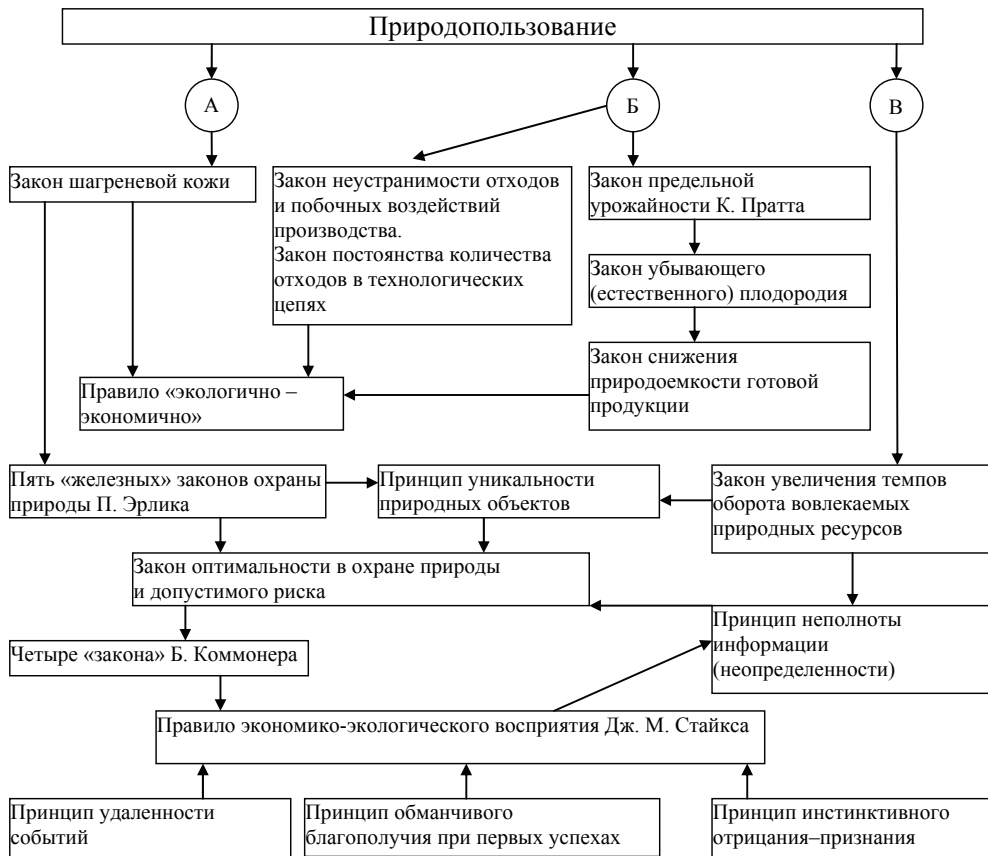 Природопользование
А
Б
В
Закон шагреневой кожи
Закон неустранимости отходов
и побочных воздействий
производства.
Закон постоянства количества
отходов в технологических
цепях
Закон предельной
урожайности К. Пратта
Закон убывающего
(естественного) плодородия
Закон снижения
природоемкости готовой
продукции
Правило «экологично –
экономично»
Пять «железных» законов охраны
природы П. Эрлика
Принцип уникальности
природных объектов
Закон увеличения темпов
оборота вовлекаемых
природных ресурсов
Закон оптимальности в охране природы
и допустимого риска
Принцип неполноты
информации
(неопределенности)
Четыре «закона» Б. Коммонера
Правило экономико-экологического восприятия Дж. М. Стайкса
Принцип удаленности
событий
Принцип обманчивого
благополучия при первых успехах
Принцип инстинктивного
отрицания–признания